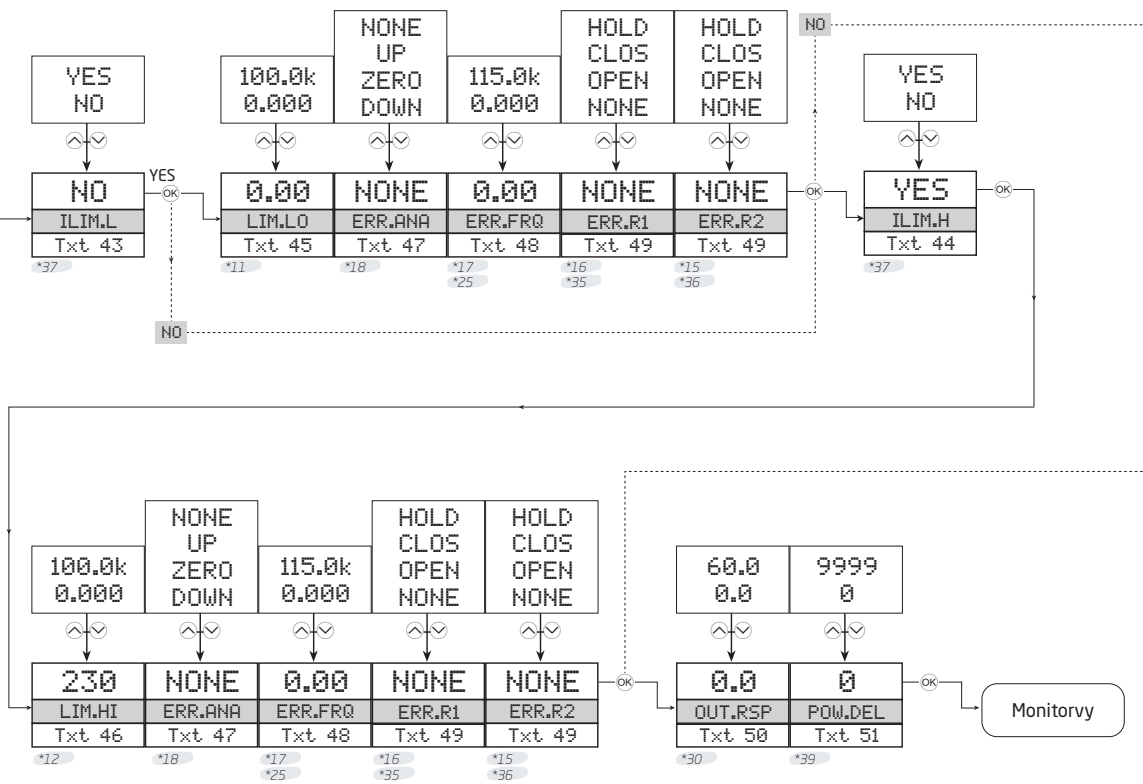 YES
NO
NO
ILIM.L
Txt 43
*37
YES
OK
NO
100.0k
0.000
0.00
LIM.LO
Txt 45
*11
NONE
UP
ZERO
DOWN
NONE
ERR.ANA
Txt 47
*18
115.0k
0.000
0.00
ERR.FRQ
Txt 48
*17
*25
HOLD
CLOS
OPEN
NONE
NONE
ERR.R1
Txt 49
*16
*35
HOLD
CLOS
OPEN
NONE
NONE
ERR.R2
Txt 49
*15
*36
OK
NO
YES
NO
YES
ILIM.H
Txt 44
*37
OK
100.0k
0.000
230
LIM.HI
Txt 46
*12
NONE
UP
ZERO
DOWN
NONE
ERR.ANA
Txt 47
*18
115.0k
0.000
0.00
ERR.FRQ
Txt 48
*17
*25
HOLD
CLOS
OPEN
NONE
NONE
ERR.R1
Txt 49
*16
*35
HOLD
CLOS
OPEN
NONE
NONE
ERR.R2
Txt 49
*15
*36
OK
60.0
0.0
0.0
OUT.RSP
Txt 50
*30
9999
0
0
POW.DEL
Txt 51
*39
OK
Monitorvy